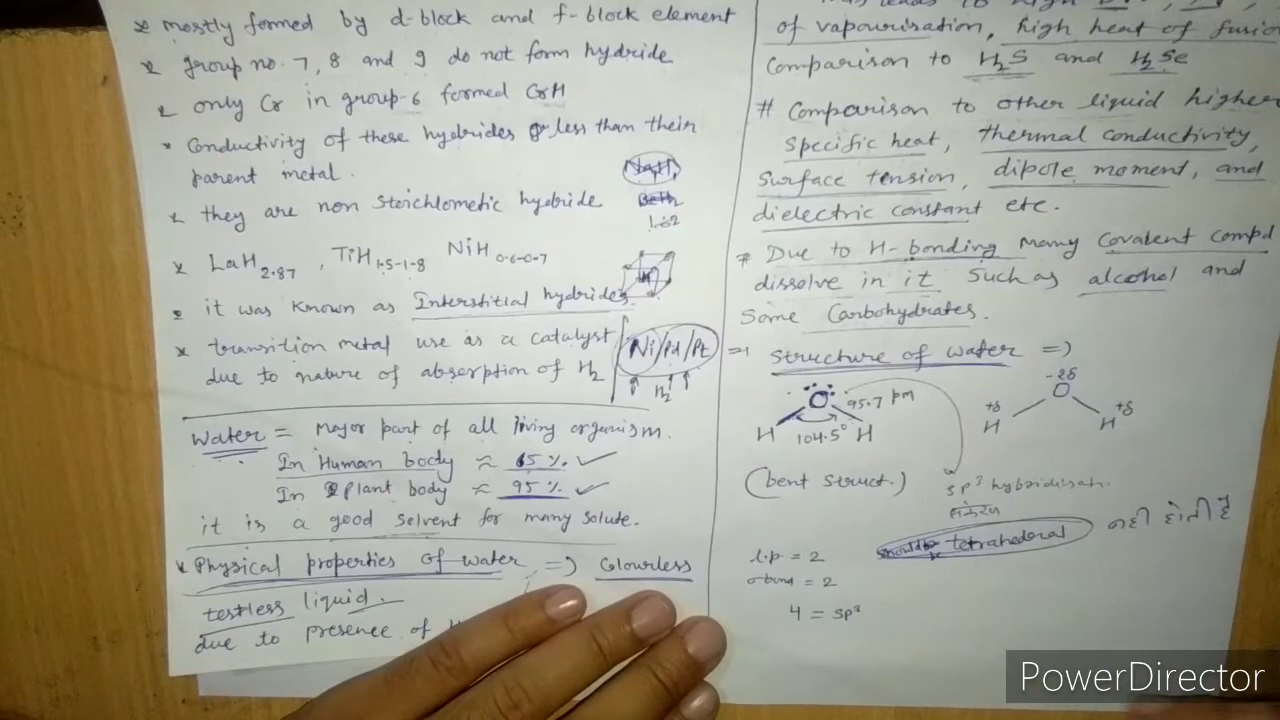 * mostly formed by d-block and f-block element
* group no. 7, 8 and 9 do not form hydride
* only Cr in group-6 formed CrH
* Conductivity of these hydrides less than their
parent metal.
* they are non Stoichlometic hydride
* LaH2.87 , TiH1.5-1.8 NiH0.6-0.7
* it was known as Interstitial hydrides
* transition metal use as a catalyst
due to nature of absorption of H2
Ni/Pd/Pt
H2
Water = Major part of all living organism.
In Human body ≈ 65 % ✓
In Plant body ≈ 95 % ✓
it is a good solvent for many solute.
* Physical properties of water => Colourless
testless liquid.
due to presence of
of vapourisation, high heat of fusion
Comparison to H2S and H2Se
# Comparison to other liquid higher
specific heat, thermal conductivity,
surface tension, dipole moment, and
dielectric constant etc.
# Due to H-bonding Many Covalent compd
dissolve in it Such as alcohol and
Some Carbohydrates.
=> Structure of water =>
O 95.7 pm
H 104.5° H
-2δ
O
+δ H H +δ
(bent struct.)
sp3 hybridisati
tetrahedoral नही होती है
l.p = 2
σ bond = 2
4 = sp3
PowerDirector